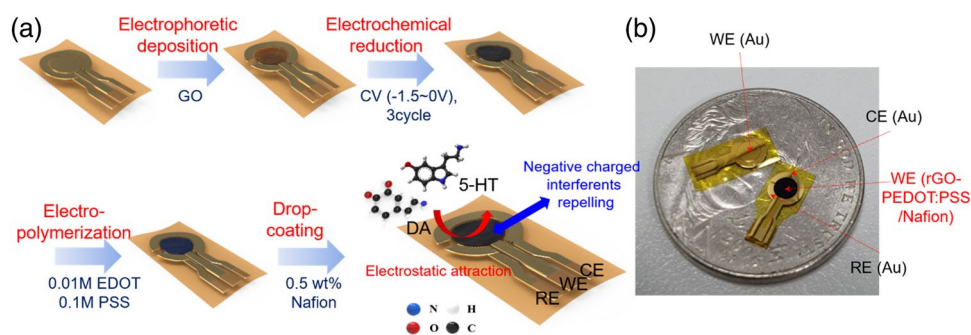 (a)
Electrophoretic
deposition
GO
Electrochemical
reduction
CV (-1.5~0V),
3cycle
Electro-
polymerization
0.01M EDOT
0.1M PSS
Drop-
coating
0.5 wt%
Nafion
5-HT
DA
Negative charged
interferents
repelling
Electrostatic attraction
RE
WE
CE
N
H
O
C
(b)
WE (Au)
CE (Au)
WE (rGO-
PEDOT:PSS
/Nafion)
RE (Au)